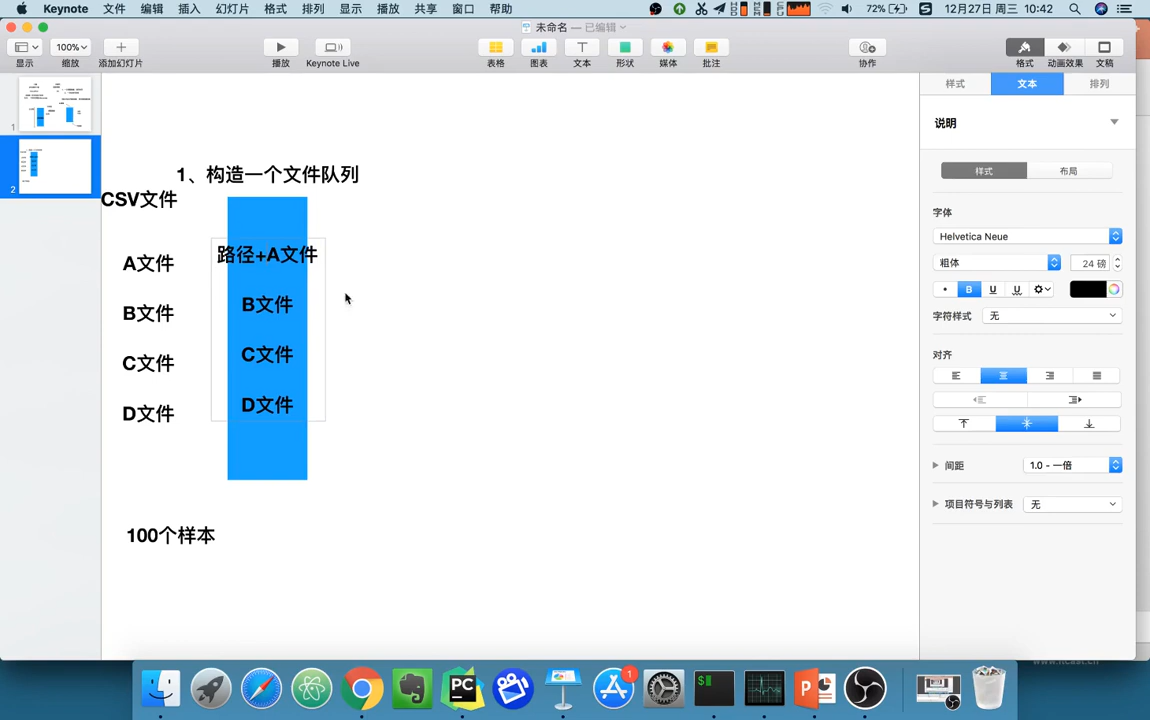 Keynote 文件 编辑 插入 幻灯片 格式 排列 显示 播放 共享 窗口 帮助
72% 12月27日 周三 10:42
未命名 — 已编辑
100%
显示 缩放 添加幻灯片 播放 Keynote Live 表格 图表 文本 形状 媒体 批注 协作 格式 动画效果 文稿
样式 文本 排列
说明
样式 布局
字体
Helvetica Neue
粗体 24 磅
B U U
字符样式 无
对齐
间距 1.0 - 一倍
项目符号与列表 无
1
2
1、构造一个文件队列
CSV文件
路径+A文件
A文件
B文件
B文件
C文件
C文件
D文件
D文件
100个样本
PC
1
$
P